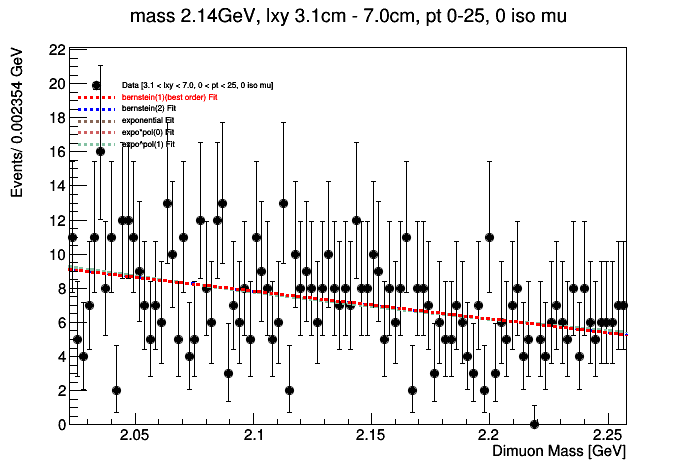 mass 2.14GeV, lxy 3.1cm - 7.0cm, pt 0-25, 0 iso mu
Events/ 0.002354 GeV
22
20
18
16
14
12
10
8
6
4
2
0
Data [3.1 < lxy < 7.0, 0 < pt < 25, 0 iso mu]
bernstein(1)(best order) Fit
bernstein(2) Fit
exponential Fit
expo*pol(0) Fit
expo*pol(1) Fit
2.05 2.1 2.15 2.2 2.25
Dimuon Mass [GeV]